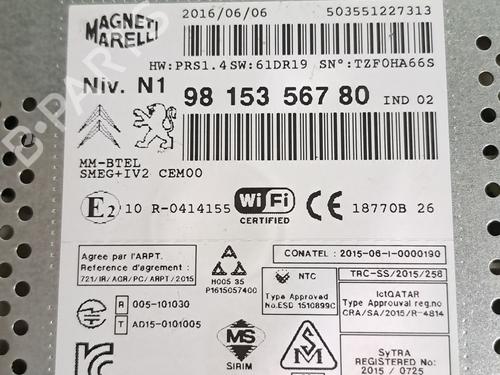 MAGNETI
MARELLI
2016/06/06 503551227313
HW:PRS1.4 SW:61DR19 SN°:TZF0HA66S
Niv. N1 98 153 567 80 IND 02
MM-BTEL
SMEG+IV2 CEM00
E2 10 R-0414155 Wi Fi CERTIFIED CE 18770B 26
Agree par l'ARPT.
Reference d'agrement :
721/IR/AGR/PC/ARPT/2015
M005 35
P1615057400
CONATEL : 2015-06-I-0000190
NTC
Type Approved
No.ESD 1510899C
TRC-SS/2015/258
IctQATAR
Type Approval reg.no
CRA/SA/2015/R-4814
R 005-101030
T AD15-0101005
MS
SIRIM
SyTRA
REGISTERED No:
2015 / 0725